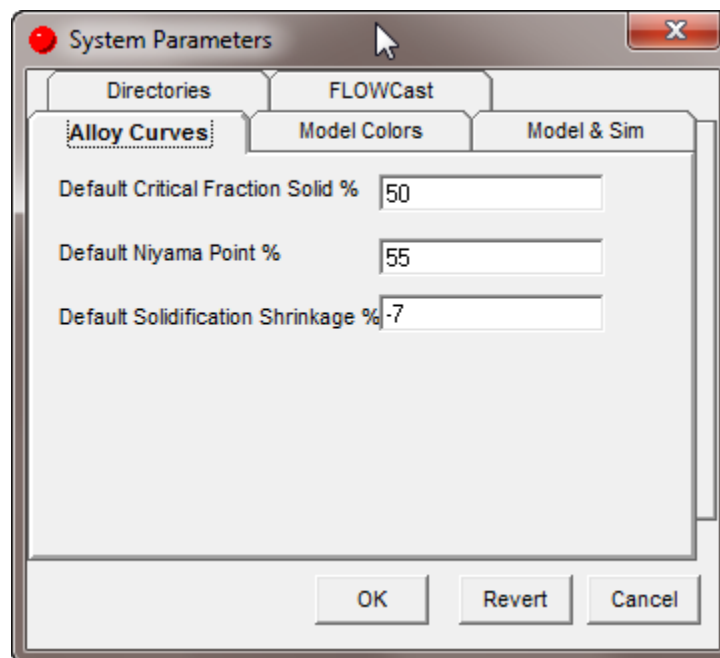 System Parameters
Directories FLOWCast
Alloy Curves Model Colors Model & Sim
Default Critical Fraction Solid % 50
Default Niyama Point % 55
Default Solidification Shrinkage % -7
OK Revert Cancel